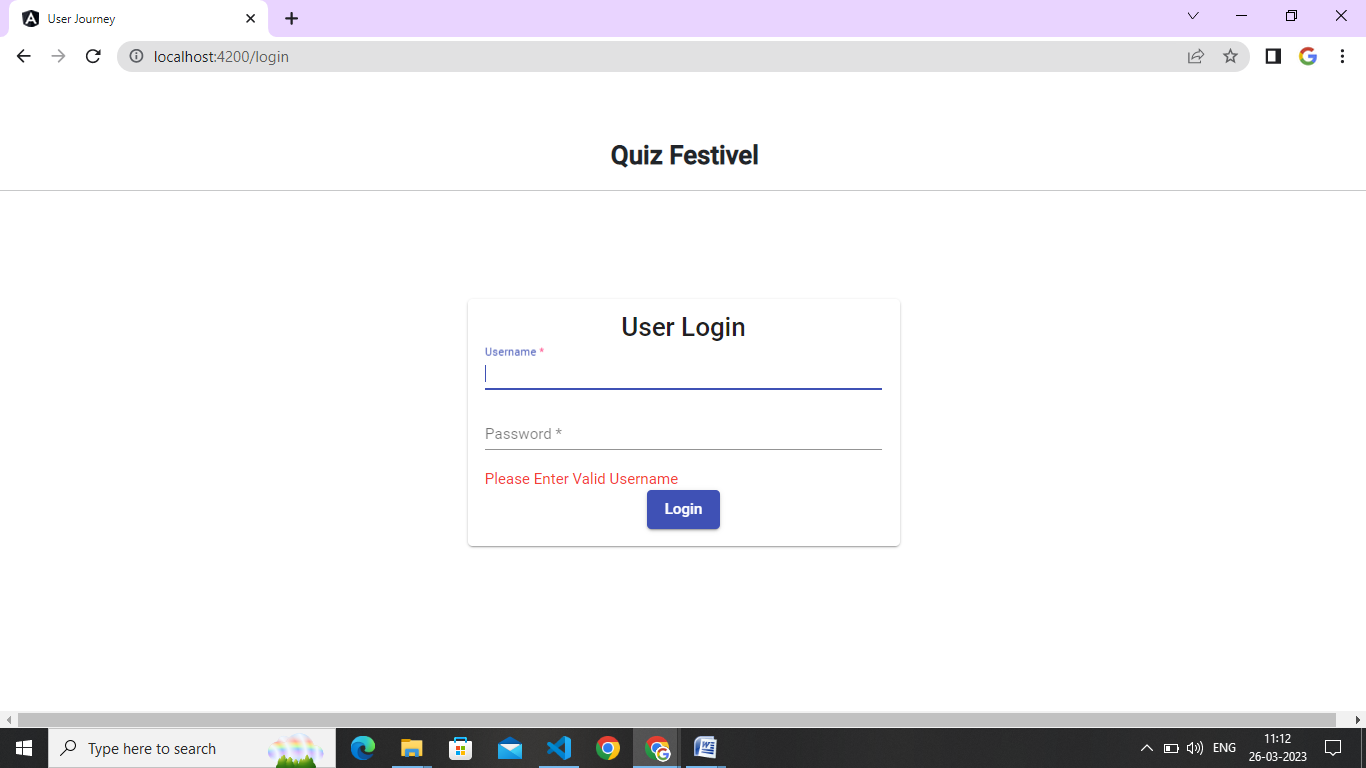 User Journey
localhost:4200/login
Quiz Festivel
User Login
Username *
Password *
Please Enter Valid Username
Login
Type here to search
ENG
11:12
26-03-2023